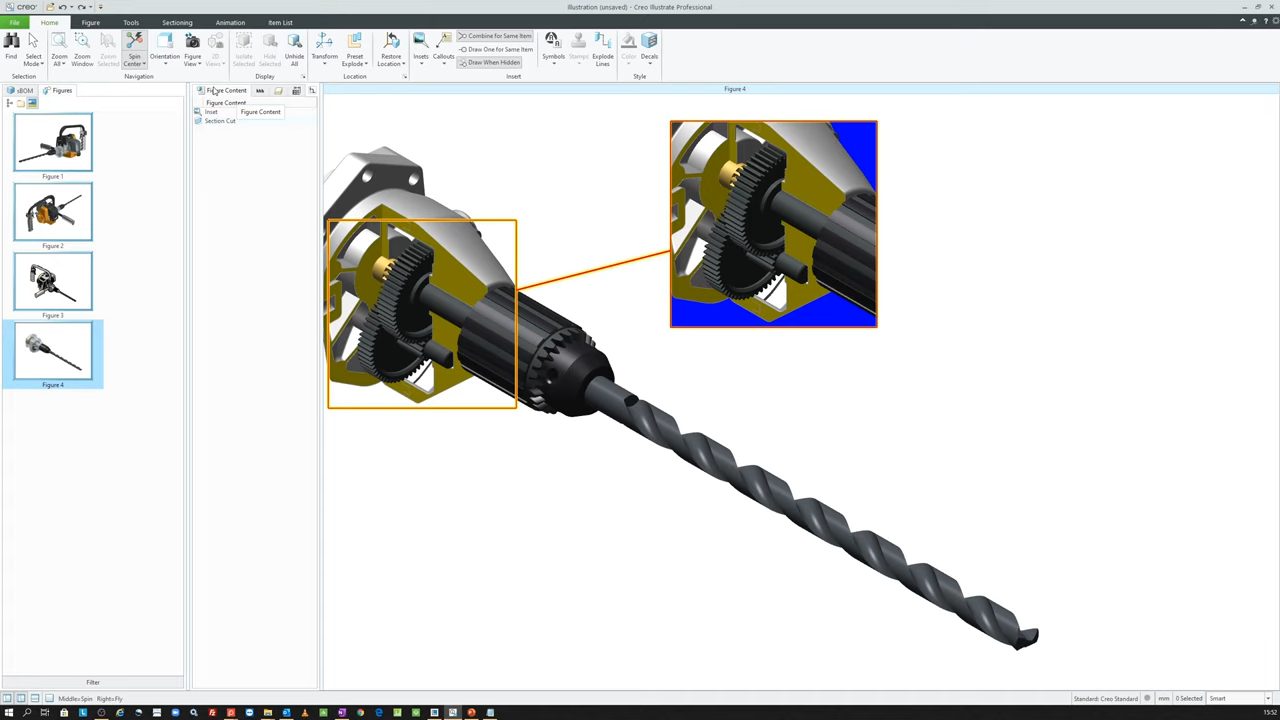 creo
Illustration (unsaved) - Creo Illustrate Professional
File Home Figure Tools Sectioning Animation Item List
Find
Select Mode
Zoom All
Zoom Window
Zoom Selected
Spin Center
Orientation
Figure View
2D Views
Isolate Selected
Hide Selected
Unhide All
Transform
Preset Explode
Restore Location
Insets
Callouts
Combine for Same Item
Draw One for Same Item
Draw When Hidden
Symbols
Stamps
Explode Lines
Color
Decals
Selection Navigation Display Location Insert Style
sBOM Figures
Figure Content
Figure 4
Figure Content
Inset
Figure Content
Section Cut
Figure 1
Figure 2
Figure 3
Figure 4
Filter
Middle=Spin Right=Fly
Standard: Creo Standard
mm
0 Selected
Smart
15:52